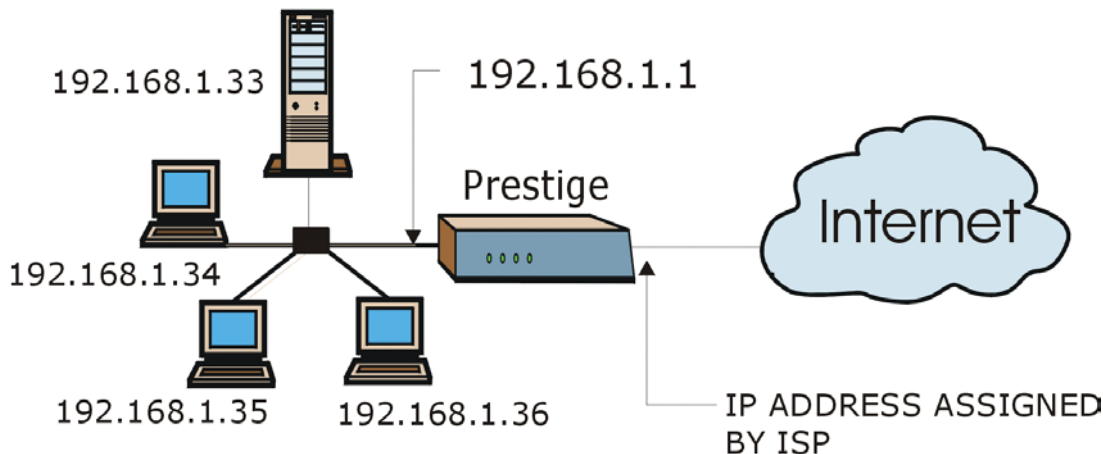 192.168.1.33
192.168.1.1
Prestige
Internet
192.168.1.34
192.168.1.35
192.168.1.36
IP ADDRESS ASSIGNED
BY ISP